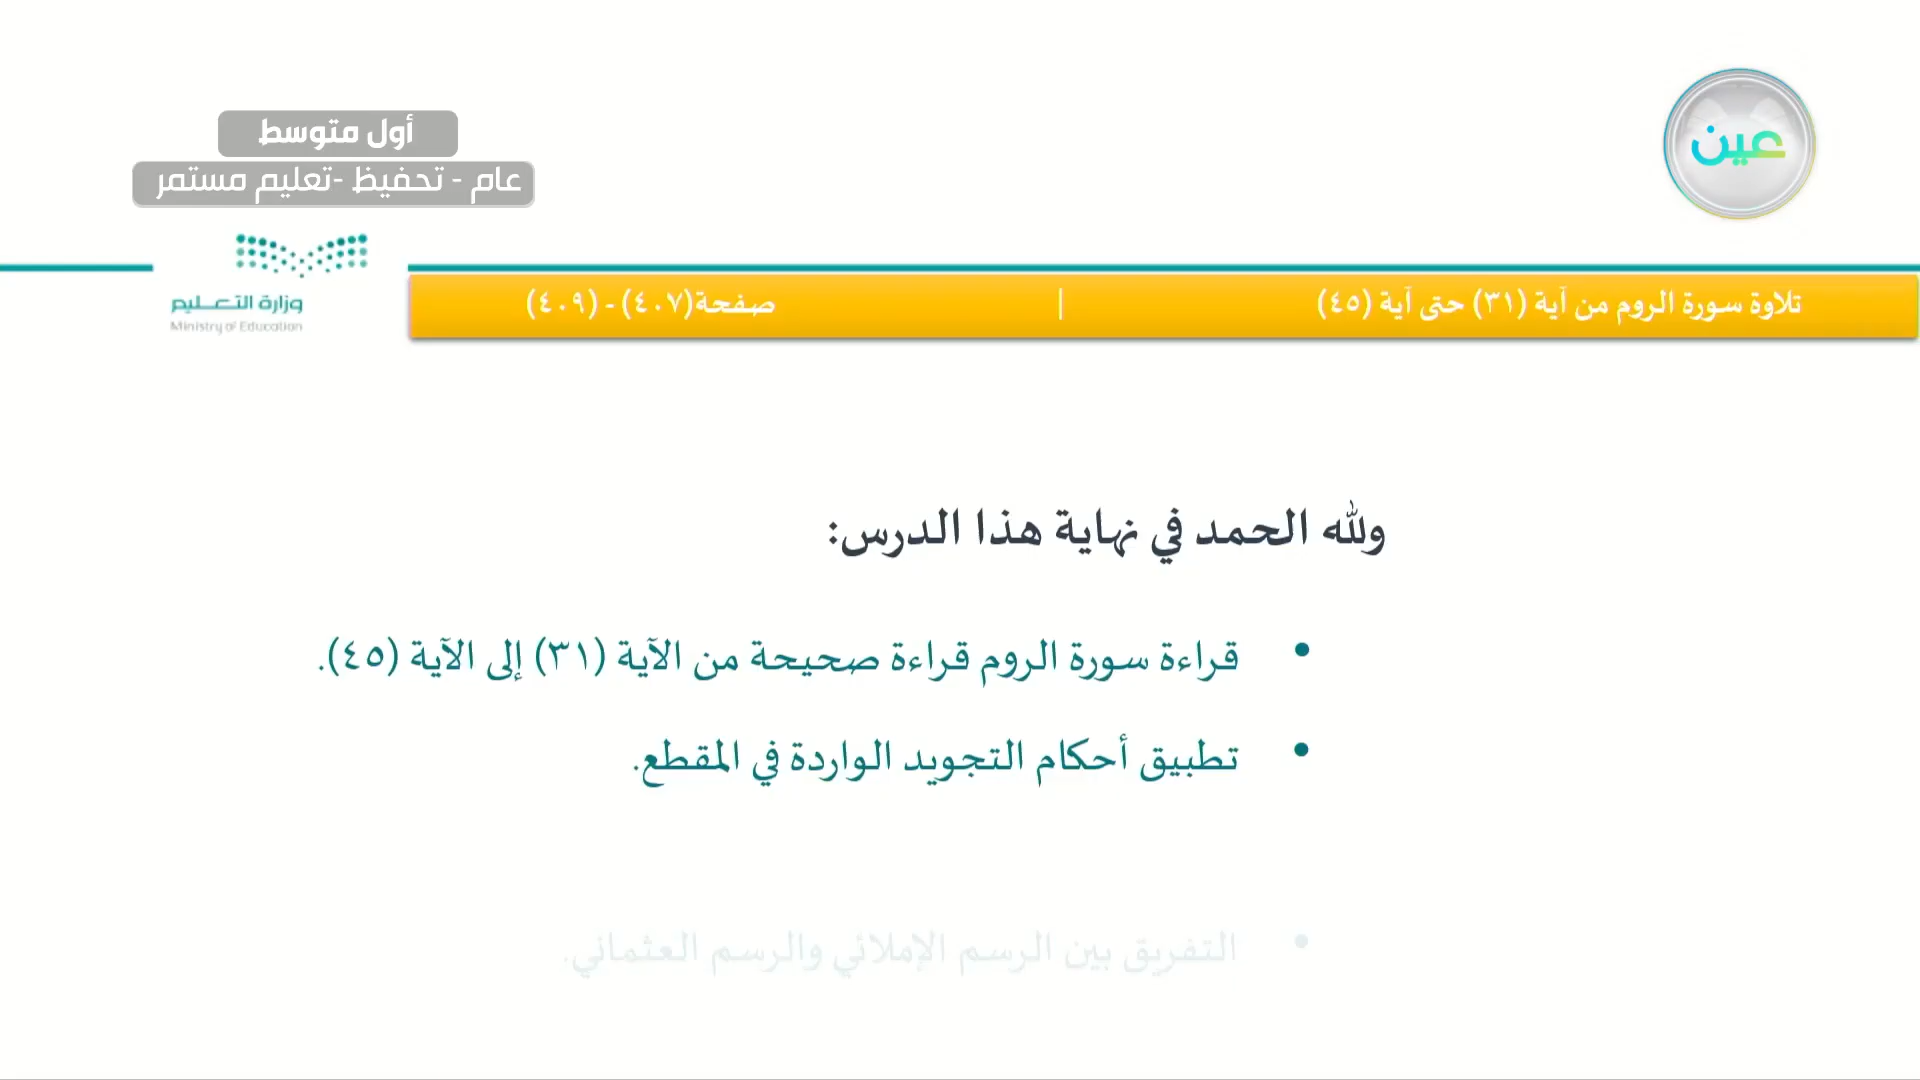 أول متوسط
عام - تحفيظ -تعليم مستمر
عين
وزارة التعليم
Ministry of Education
تلاوة سورة الروم من آية (٣١) حتى آية (٤٥) | صفحة(٤٠٧) - (٤٠٩)
ولله الحمد في نهاية هذا الدرس:
• قراءة سورة الروم قراءة صحيحة من الآية (٣١) إلى الآية (٤٥).
• تطبيق أحكام التجويد الواردة في المقطع.
• التفريق بين الرسم الإملائي والرسم العثماني.